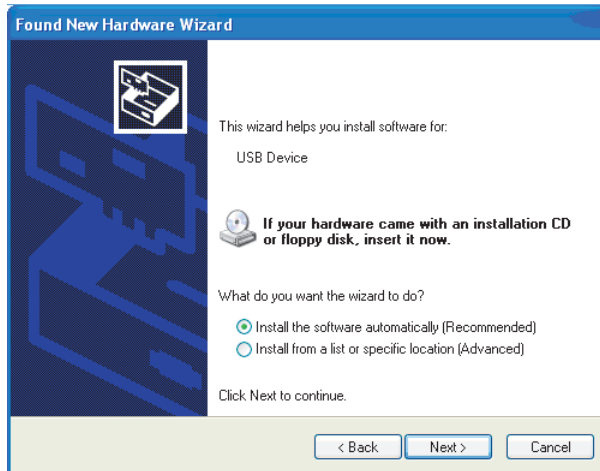 Found New Hardware Wizard
This wizard helps you install software for:
USB Device
If your hardware came with an installation CD
or floppy disk, insert it now.
What do you want the wizard to do?
Install the software automatically (Recommended)
Install from a list or specific location (Advanced)
Click Next to continue.
< Back Next > Cancel